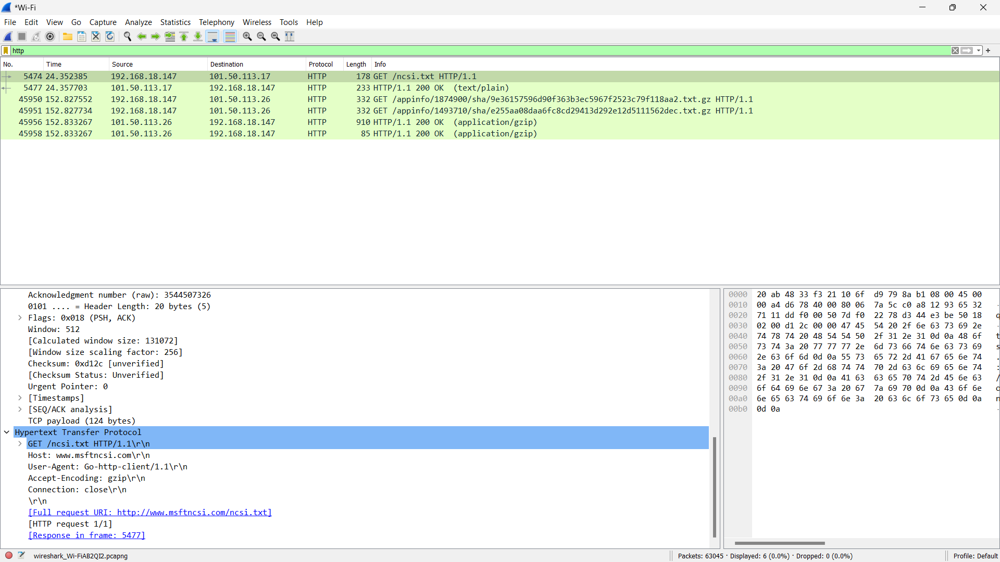 *Wi-Fi
File Edit View Go Capture Analyze Statistics Telephony Wireless Tools Help
http
No. Time Source Destination Protocol Length Info
5474 24.352385 192.168.18.147 101.50.113.17 HTTP 178 GET /ncsi.txt HTTP/1.1
5477 24.357703 101.50.113.17 192.168.18.147 HTTP 233 HTTP/1.1 200 OK (text/plain)
45950 152.827552 192.168.18.147 101.50.113.26 HTTP 332 GET /appinfo/1874900/sha/9e36157596d90f363b3ec5967f2523c79f118aa2.txt.gz HTTP/1.1
45951 152.827734 192.168.18.147 101.50.113.26 HTTP 332 GET /appinfo/1493710/sha/e255aa08daa6fc8cd29413d292e12d5111562dec.txt.gz HTTP/1.1
45956 152.833267 101.50.113.26 192.168.18.147 HTTP 910 HTTP/1.1 200 OK (application/gzip)
45958 152.833267 101.50.113.26 192.168.18.147 HTTP 85 HTTP/1.1 200 OK (application/gzip)
Acknowledgment number (raw): 3544507326
0101 .... = Header Length: 20 bytes (5)
Flags: 0x018 (PSH, ACK)
Window: 512
[Calculated window size: 131072]
[Window size scaling factor: 256]
Checksum: 0xd12c [unverified]
[Checksum Status: Unverified]
Urgent Pointer: 0
[Timestamps]
[SEQ/ACK analysis]
TCP payload (124 bytes)
Hypertext Transfer Protocol
GET /ncsi.txt HTTP/1.1\r\n
Host: www.msftncsi.com\r\n
User-Agent: Go-http-client/1.1\r\n
Accept-Encoding: gzip\r\n
Connection: close\r\n
\r\n
[Full request URI: http://www.msftncsi.com/ncsi.txt]
[HTTP request 1/1]
[Response in frame: 5477]
0000 20 ab 48 33 f3 21 10 6f d9 79 8a b1 08 00 45 00
0010 00 a4 d6 78 40 00 80 06 7a 5c c0 a8 12 93 65 32
0020 71 11 dd f0 00 50 7d f0 22 78 d3 44 e3 be 50 18 q
0030 02 00 d1 2c 00 00 47 45 54 20 2f 6e 63 73 69 2e
0040 74 78 74 20 48 54 54 50 2f 31 2e 31 0d 0a 48 6f t
0050 73 74 3a 20 77 77 77 2e 6d 73 66 74 6e 63 73 69 s
0060 2e 63 6f 6d 0d 0a 55 73 65 72 2d 41 67 65 6e 74 .
0070 3a 20 47 6f 2d 68 74 74 70 2d 63 6c 69 65 6e 74 :
0080 2f 31 2e 31 0d 0a 41 63 63 65 70 74 2d 45 6e 63 /
0090 6f 64 69 6e 67 3a 20 67 7a 69 70 0d 0a 43 6f 6e o
00a0 6e 65 63 74 69 6f 6e 3a 20 63 6c 6f 73 65 0d 0a n
00b0 0d 0a
wireshark_Wi-FiAB2QI2.pcapng
Packets: 63045 · Displayed: 6 (0.0%) · Dropped: 0 (0.0%)
Profile: Default